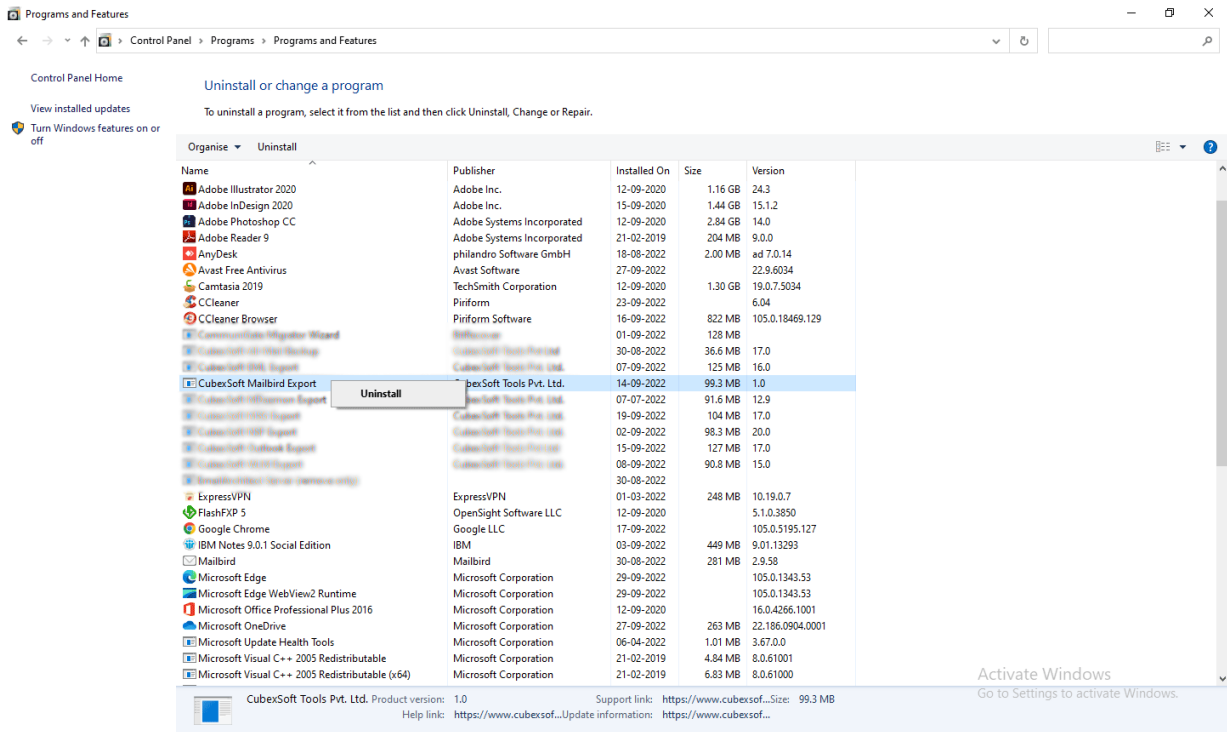 Programs and Features
Control Panel > Programs > Programs and Features
Control Panel Home
View installed updates
Turn Windows features on or
off
Uninstall or change a program
To uninstall a program, select it from the list and then click Uninstall, Change or Repair.
Organise Uninstall
Name Publisher Installed On Size Version
Adobe Illustrator 2020 Adobe Inc. 12-09-2020 1.16 GB 24.3
Adobe InDesign 2020 Adobe Inc. 15-09-2020 1.44 GB 15.1.2
Adobe Photoshop CC Adobe Systems Incorporated 12-09-2020 2.84 GB 14.0
Adobe Reader 9 Adobe Systems Incorporated 21-02-2019 204 MB 9.0.0
AnyDesk philandro Software GmbH 18-08-2022 2.00 MB ad 7.0.14
Avast Free Antivirus Avast Software 27-09-2022 22.9.6034
Camtasia 2019 TechSmith Corporation 12-09-2020 1.30 GB 19.0.7.5034
CCleaner Piriform 23-09-2022 6.04
CCleaner Browser Piriform Software 16-09-2022 822 MB 105.0.18469.129
01-09-2022 128 MB
30-08-2022 36.6 MB 17.0
07-09-2022 125 MB 16.0
CubexSoft Mailbird Export bexSoft Tools Pvt. Ltd. 14-09-2022 99.3 MB 1.0
Uninstall
Export 07-07-2022 91.6 MB 12.9
19-09-2022 104 MB 17.0
02-09-2022 98.3 MB 20.0
15-09-2022 127 MB 17.0
08-09-2022 90.8 MB 15.0
30-08-2022
ExpressVPN ExpressVPN 01-03-2022 248 MB 10.19.0.7
FlashFXP 5 OpenSight Software LLC 12-09-2020 5.1.0.3850
Google Chrome Google LLC 17-09-2022 105.0.5195.127
IBM Notes 9.0.1 Social Edition IBM 03-09-2022 449 MB 9.01.13293
Mailbird Mailbird 30-08-2022 281 MB 2.9.58
Microsoft Edge Microsoft Corporation 29-09-2022 105.0.1343.53
Microsoft Edge WebView2 Runtime Microsoft Corporation 29-09-2022 105.0.1343.53
Microsoft Office Professional Plus 2016 Microsoft Corporation 12-09-2020 16.0.4266.1001
Microsoft OneDrive Microsoft Corporation 27-09-2022 263 MB 22.186.0904.0001
Microsoft Update Health Tools Microsoft Corporation 06-04-2022 1.01 MB 3.67.0.0
Microsoft Visual C++ 2005 Redistributable Microsoft Corporation 21-02-2019 4.84 MB 8.0.61001
Microsoft Visual C++ 2005 Redistributable (x64) Microsoft Corporation 21-02-2019 6.83 MB 8.0.61000
Activate Windows
Go to Settings to activate Windows.
CubexSoft Tools Pvt. Ltd. Product version: 1.0 Support link: https://www.cubexsof... Size: 99.3 MB
Help link: https://www.cubexsof... Update information: https://www.cubexsof...